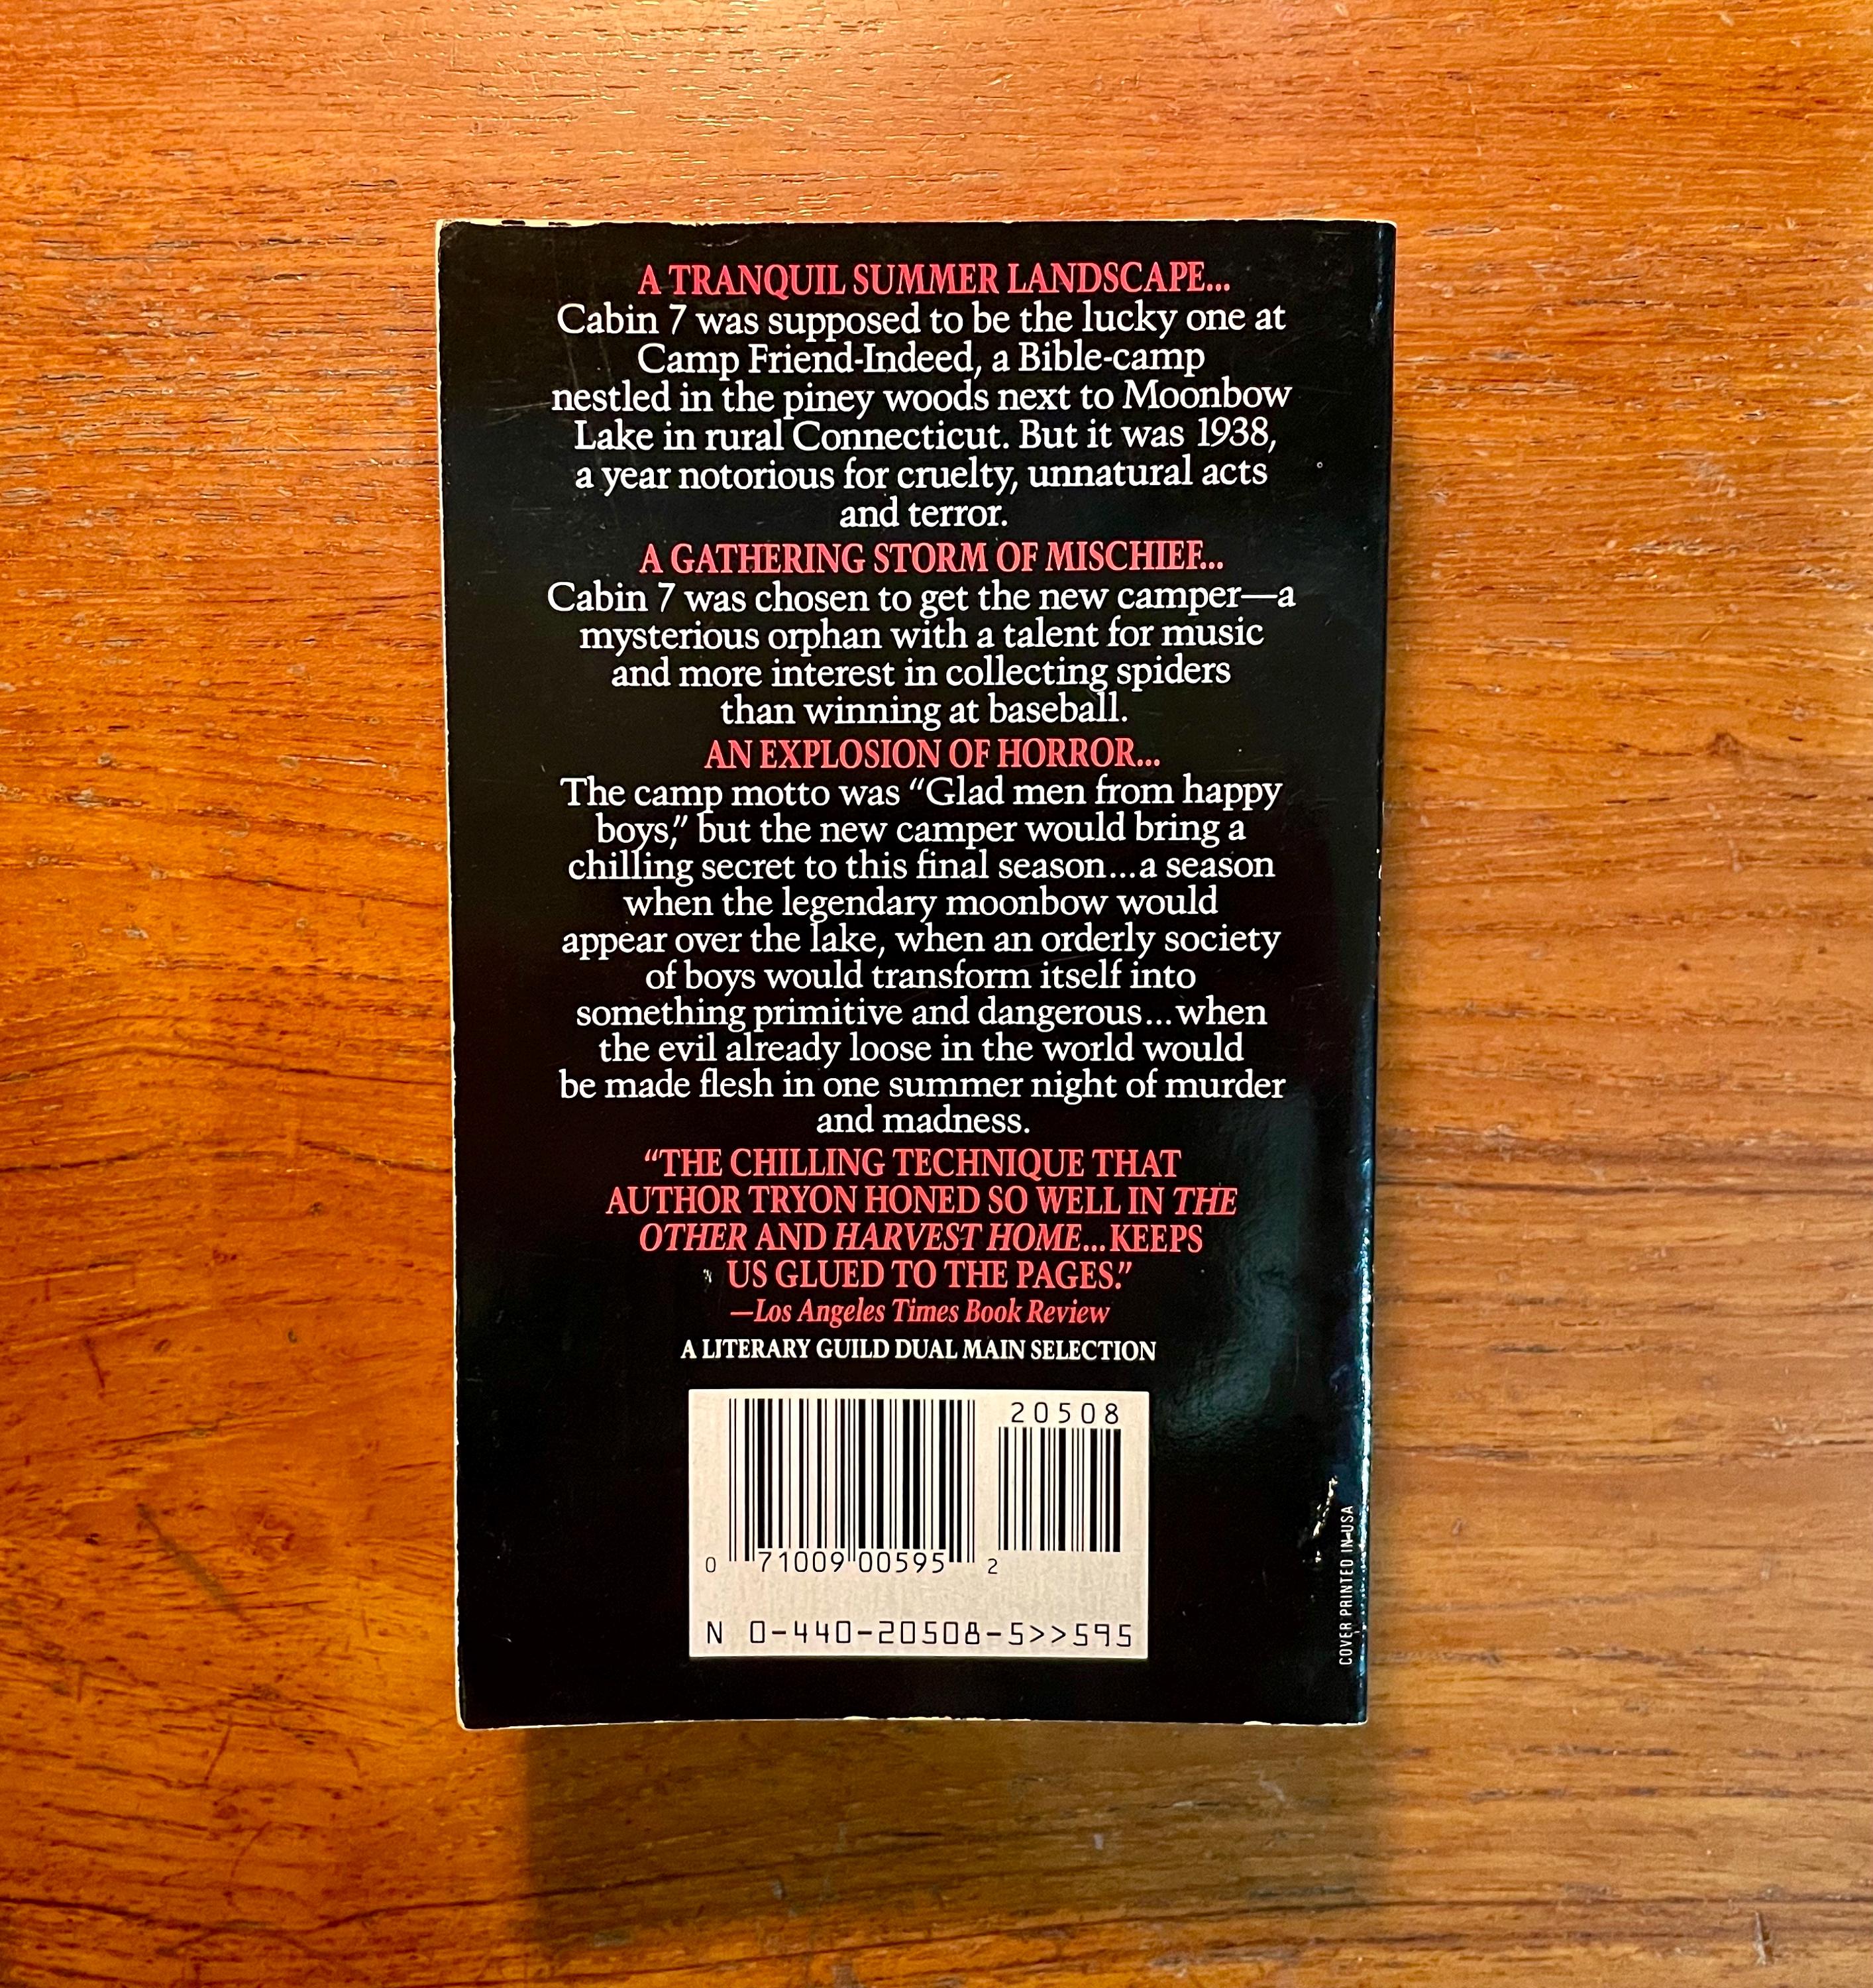 A TRANQUIL SUMMER LANDSCAPE...
Cabin 7 was supposed to be the lucky one at
Camp Friend-Indeed, a Bible-camp
nestled in the piney woods next to Moonbow
Lake in rural Connecticut. But it was 1938,
a year notorious for cruelty, unnatural acts
and terror.
A GATHERING STORM OF MISCHIEF...
Cabin 7 was chosen to get the new camper—a
mysterious orphan with a talent for music
and more interest in collecting spiders
than winning at baseball.
AN EXPLOSION OF HORROR...
The camp motto was “Glad men from happy
boys,” but the new camper would bring a
chilling secret to this final season...a season
when the legendary moonbow would
appear over the lake, when an orderly society
of boys would transform itself into
something primitive and dangerous...when
the evil already loose in the world would
be made flesh in one summer night of murder
and madness.
“THE CHILLING TECHNIQUE THAT
AUTHOR TRYON HONED SO WELL IN THE
OTHER AND HARVEST HOME...KEEPS
US GLUED TO THE PAGES.”
—Los Angeles Times Book Review
A LITERARY GUILD DUAL MAIN SELECTION
20508
0 71009 00595 2
N 0-440-20508-5>>595
COVER PRINTED IN USA